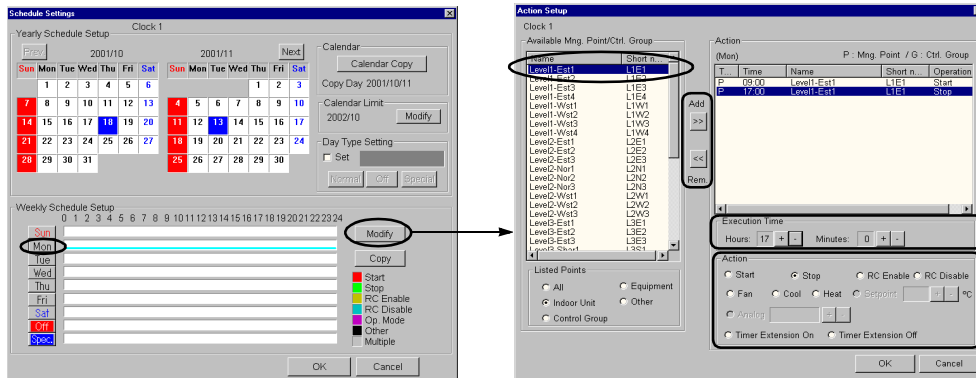 Schedule Settings
Clock 1
Yearly Schedule Setup
Prev. 2001/10 2001/11 Next
Sun Mon Tue Wed Thu Fri Sat Sun Mon Tue Wed Thu Fri Sat
1 2 3 4 5 6 1 2 3
7 8 9 10 11 12 13 4 5 6 7 8 9 10
14 15 16 17 18 19 20 11 12 13 14 15 16 17
21 22 23 24 25 26 27 18 19 20 21 22 23 24
28 29 30 31 25 26 27 28 29 30
Calendar
Calendar Copy
Copy Day 2001/10/11
Calendar Limit
2002/10 Modify
Day Type Setting
Set
Normal Off Special
Weekly Schedule Setup
0 1 2 3 4 5 6 7 8 9 10 11 12 13 14 15 16 17 18 19 20 21 22 23 24
Sun
Mon
Tue
Wed
Thu
Fri
Sat
Off
Spec.
Modify
Copy
Start
Stop
RC Enable
RC Disable
Op. Mode
Other
Multiple
OK Cancel
Action Setup
Clock 1
Available Mng. Point/Ctrl. Group
Name Short n...
Level1-Est1 L1E1
Level1-Est2 L1E2
Level1-Est3 L1E3
Level1-Est4 L1E4
Level1-Wst1 L1W1
Level1-Wst2 L1W2
Level1-Wst3 L1W3
Level1-Wst4 L1W4
Level2-Est1 L2E1
Level2-Est2 L2E2
Level2-Est3 L2E3
Level2-Nor1 L2N1
Level2-Nor2 L2N2
Level2-Nor3 L2N3
Level2-Wst1 L2W1
Level2-Wst2 L2W2
Level2-Wst3 L2W3
Level3-Est1 L3E1
Level3-Est2 L3E2
Level3-Est3 L3E3
Level3-Shor1 L3S1
Listed Points
All Equipment
Indoor Unit Other
Control Group
Add
>>
<<
Rem.
Action
(Mon) P : Mng. Point / G : Ctrl. Group
T... Time Name Short n... Operation
P 09:00 Level1-Est1 L1E1 Start
P 17:00 Level1-Est1 L1E1 Stop
Execution Time
Hours: 17 + - Minutes: 0 + -
Action
Start Stop RC Enable RC Disable
Fan Cool Heat Setpoint + - ºC
Analog + -
Timer Extension On Timer Extension Off
OK Cancel